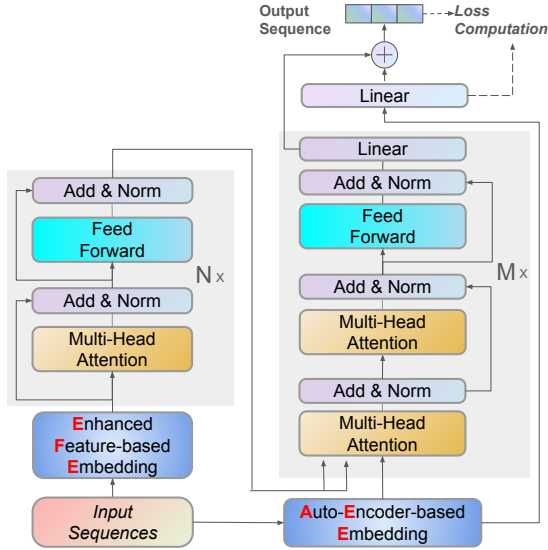 Output
Sequence
Loss
Computation
Linear
Linear
Add & Norm
Feed
Forward
Add & Norm
Multi-Head
Attention
Add & Norm
Multi-Head
Attention
M x
Auto-Encoder-based
Embedding
Add & Norm
Feed
Forward
N x
Add & Norm
Multi-Head
Attention
Enhanced
Feature-based
Embedding
Input
Sequences